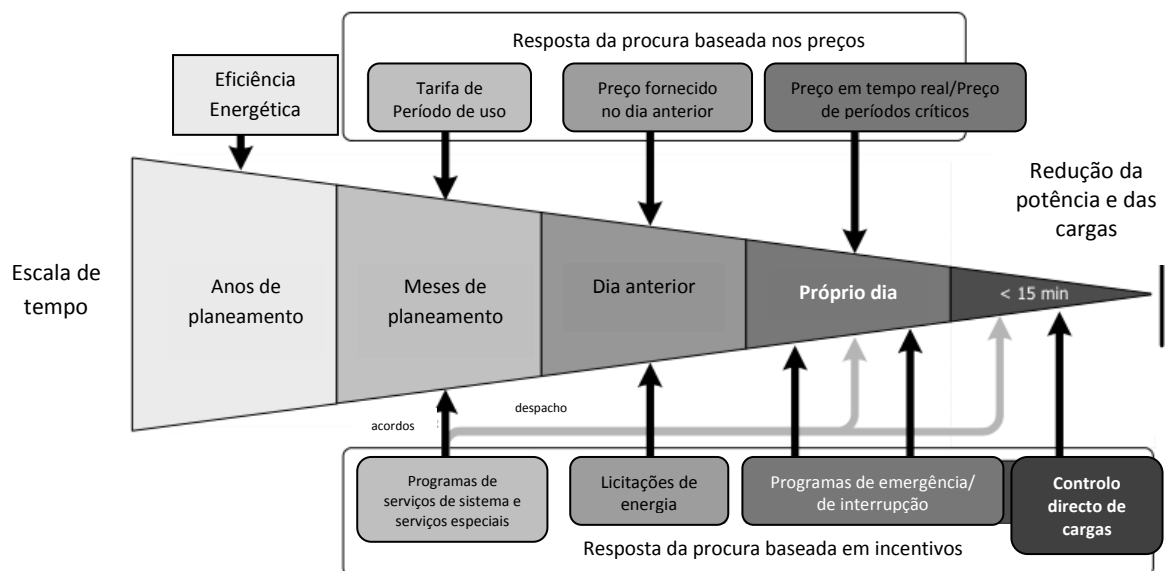 Resposta da procura baseada nos preços
Eficiência
Energética
Tarifa de
Período de uso
Preço fornecido
no dia anterior
Preço em tempo real/Preço
de períodos críticos
Redução da
potência e das
cargas
Escala de
tempo
Anos de
planeamento
Meses de
planeamento
Dia anterior
Próprio dia
< 15 min
acordos
despacho
Programas de
serviços de sistema e
serviços especiais
Licitações de
energia
Programas de emergência/
de interrupção
Controlo
directo de
cargas
Resposta da procura baseada em incentivos